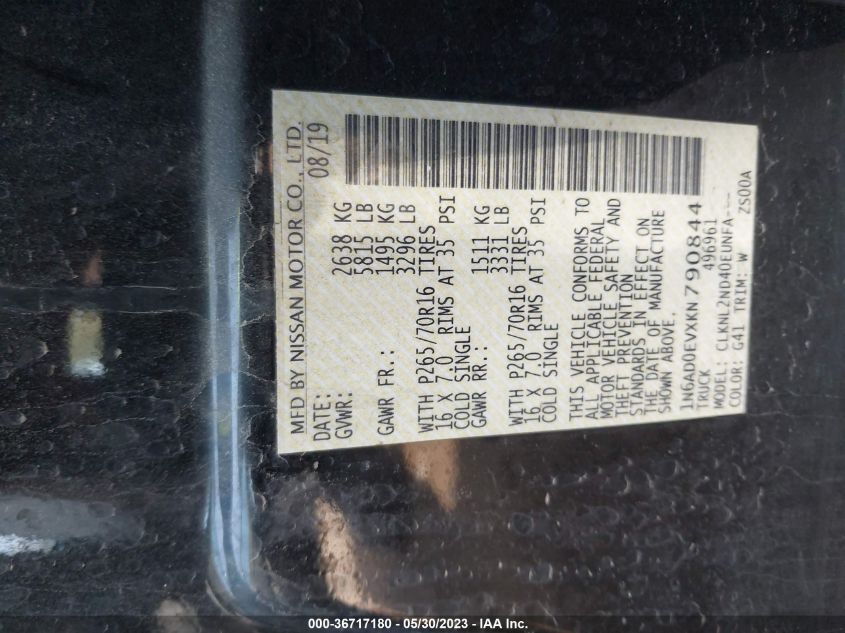 MFD BY NISSAN MOTOR CO., LTD.
DATE: 08/19
GVWR: 2638 KG
5815 LB
GAWR FR.: 1495 KG
3296 LB
WITH P265/70R16 TIRES
16 X 7.0 RIMS AT 35 PSI
COLD SINGLE
GAWR RR.: 1511 KG
3331 LB
WITH P265/70R16 TIRES
16 X 7.0 RIMS AT 35 PSI
COLD SINGLE
THIS VEHICLE CONFORMS TO
ALL APPLICABLE FEDERAL
MOTOR VEHICLE SAFETY AND
THEFT PREVENTION
STANDARDS IN EFFECT ON
THE DATE OF MANUFACTURE
SHOWN ABOVE.
1N6AD0EVXKN790844
TRUCK 496961
MODEL: CLKNL2ND40EUNFA---
COLOR: G41 TRIM: W ZS00A
000-36717180 - 05/30/2023 - IAA Inc.